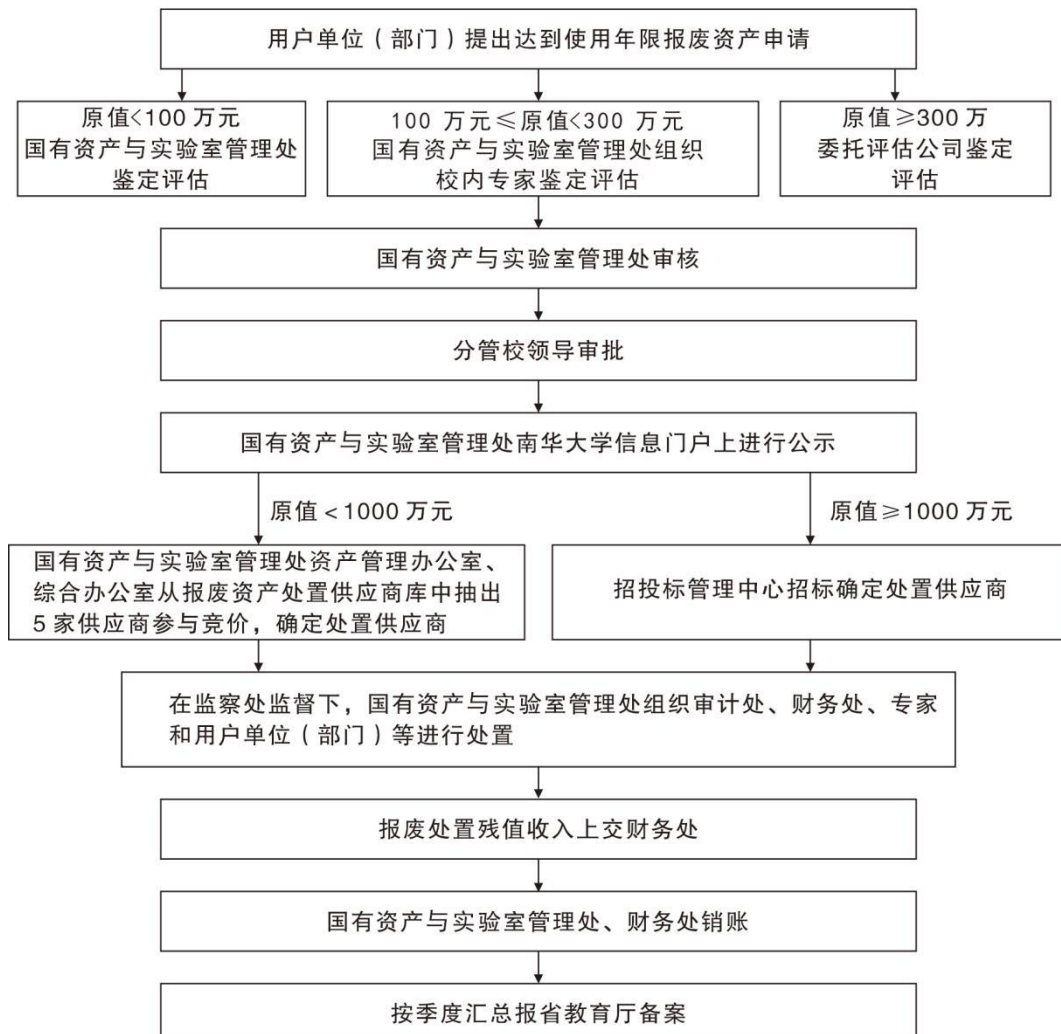 用户单位（部门）提出达到使用年限报废资产申请
原值<100 万元
国有资产与实验室管理处
鉴定评估
100 万元≤原值<300 万元
国有资产与实验室管理处组织
校内专家鉴定评估
原值≥300 万
委托评估公司鉴定
评估
国有资产与实验室管理处审核
分管校领导审批
国有资产与实验室管理处南华大学信息门户上进行公示
原值＜1000 万元
原值≥1000 万元
国有资产与实验室管理处资产管理办公室、
综合办公室从报废资产处置供应商库中抽出
5 家供应商参与竞价，确定处置供应商
招投标管理中心招标确定处置供应商
在监察处监督下，国有资产与实验室管理处组织审计处、财务处、专家
和用户单位（部门）等进行处置
报废处置残值收入上交财务处
国有资产与实验室管理处、财务处销账
按季度汇总报省教育厅备案